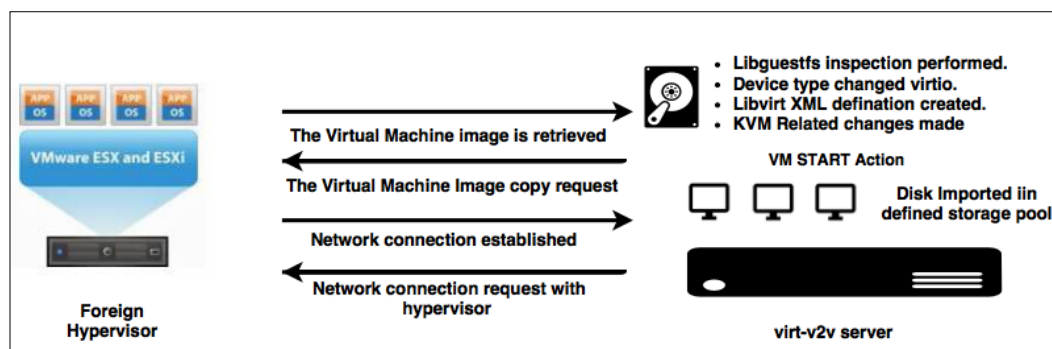 APP APP APP APP
OS OS OS OS
VMware ESX and ESXi
Foreign
Hypervisor
The Virtual Machine image is retrieved
The Virtual Machine Image copy request
Network connection established
Network connection request with
hypervisor
• Libguestfs inspection performed.
• Device type changed virtio.
• Libvirt XML defination created.
• KVM Related changes made
VM START Action
Disk Imported iin
defined storage pool
virt-v2v server